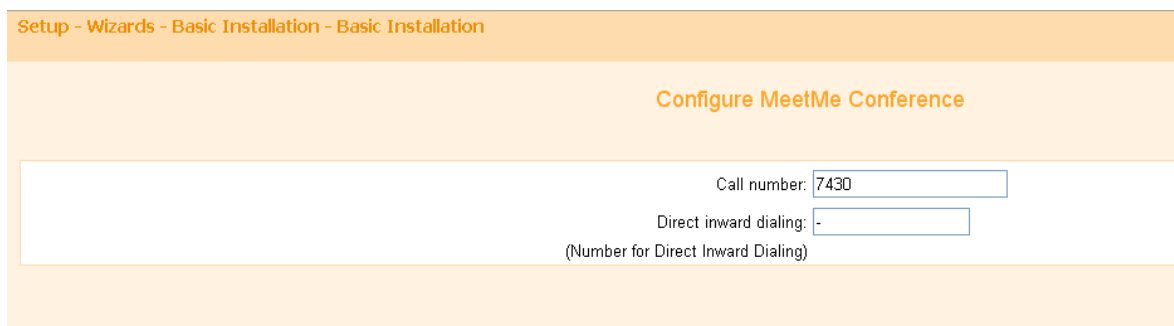 Setup - Wizards - Basic Installation - Basic Installation
Configure MeetMe Conference
Call number: 7430
Direct inward dialing: -
(Number for Direct Inward Dialing)